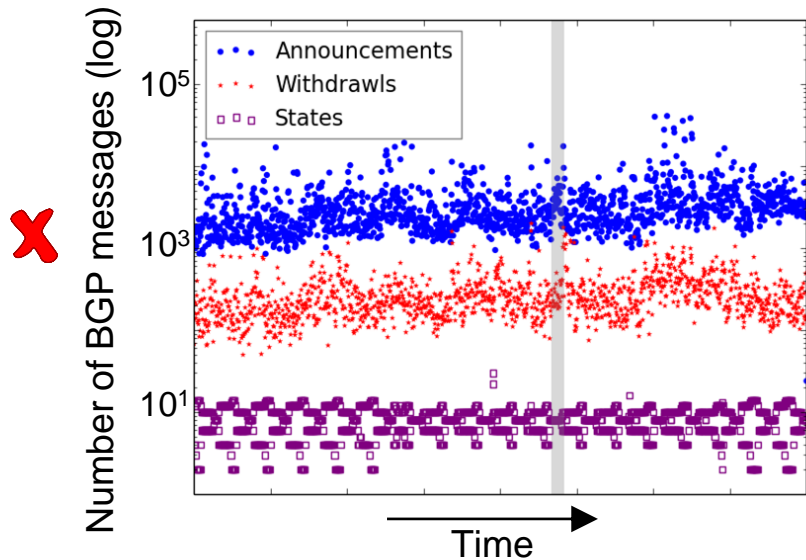 Number of BGP messages (log)
10^5
10^3
10^1
Announcements
Withdrawls
States
Time